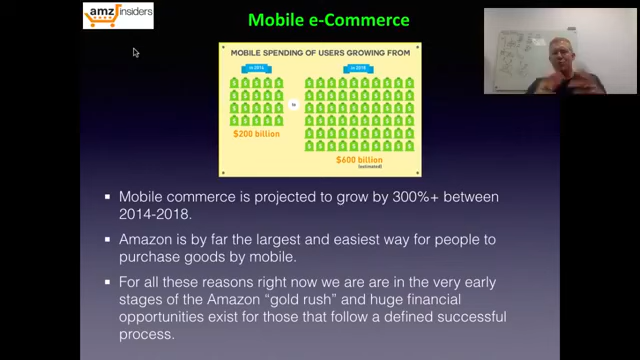 amz insiders
Mobile e-Commerce
MOBILE SPENDING OF USERS GROWING FROM
in 2014
in 2018
to
$200 billion
$600 billion
(estimated)
Mobile commerce is projected to grow by 300%+ between
2014-2018.
Amazon is by far the largest and easiest way for people to
purchase goods by mobile.
For all these reasons right now we are are in the very early
stages of the Amazon “gold rush” and huge financial
opportunities exist for those that follow a defined successful
process.